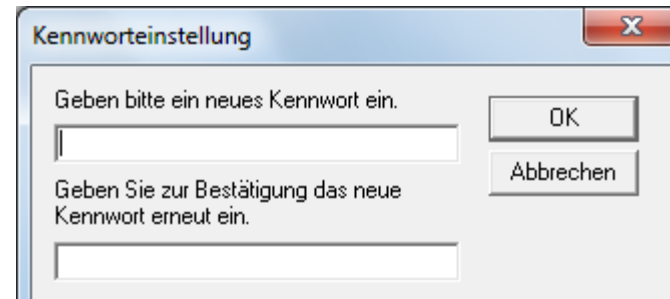 Kennworteinstellung
Geben bitte ein neues Kennwort ein.
OK
Abbrechen
Geben Sie zur Bestätigung das neue
Kennwort erneut ein.